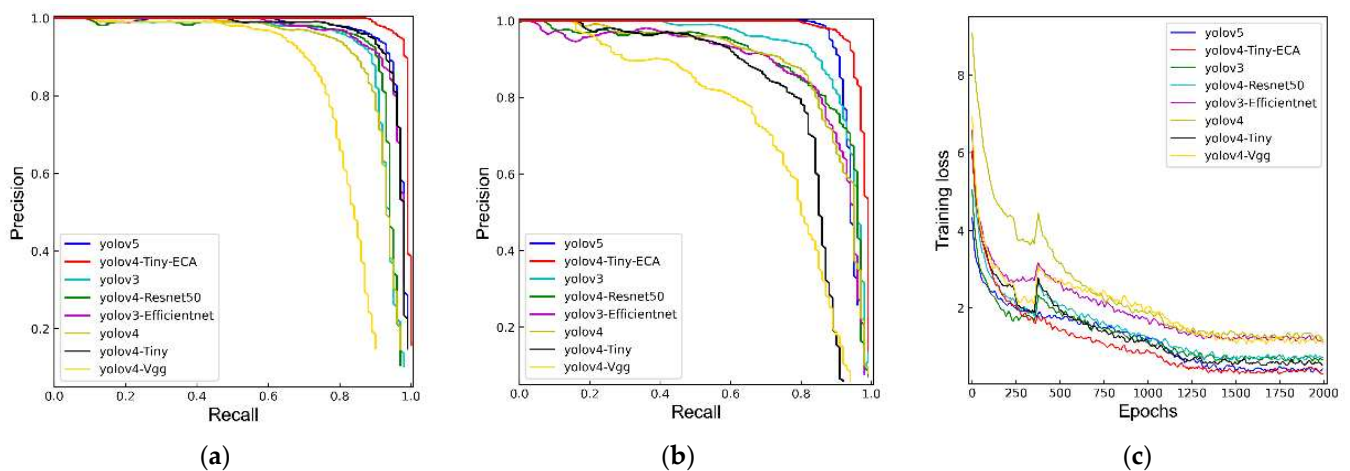 1.0
0.8
0.6
0.4
0.2
Precision
0.0 0.2 0.4 0.6 0.8 1.0
Recall
yolov5
yolov4-Tiny-ECA
yolov3
yolov4-Resnet50
yolov3-Efficientnet
yolov4
yolov4-Tiny
yolov4-Vgg
(a)
1.0
0.8
0.6
0.4
0.2
Precision
0.0 0.2 0.4 0.6 0.8 1.0
Recall
yolov5
yolov4-Tiny-ECA
yolov3
yolov4-Resnet50
yolov3-Efficientnet
yolov4
yolov4-Tiny
yolov4-Vgg
(b)
8
6
4
2
Training loss
0 250 500 750 1000 1250 1500 1750 2000
Epochs
yolov5
yolov4-Tiny-ECA
yolov3
yolov4-Resnet50
yolov3-Efficientnet
yolov4
yolov4-Tiny
yolov4-Vgg
(c)